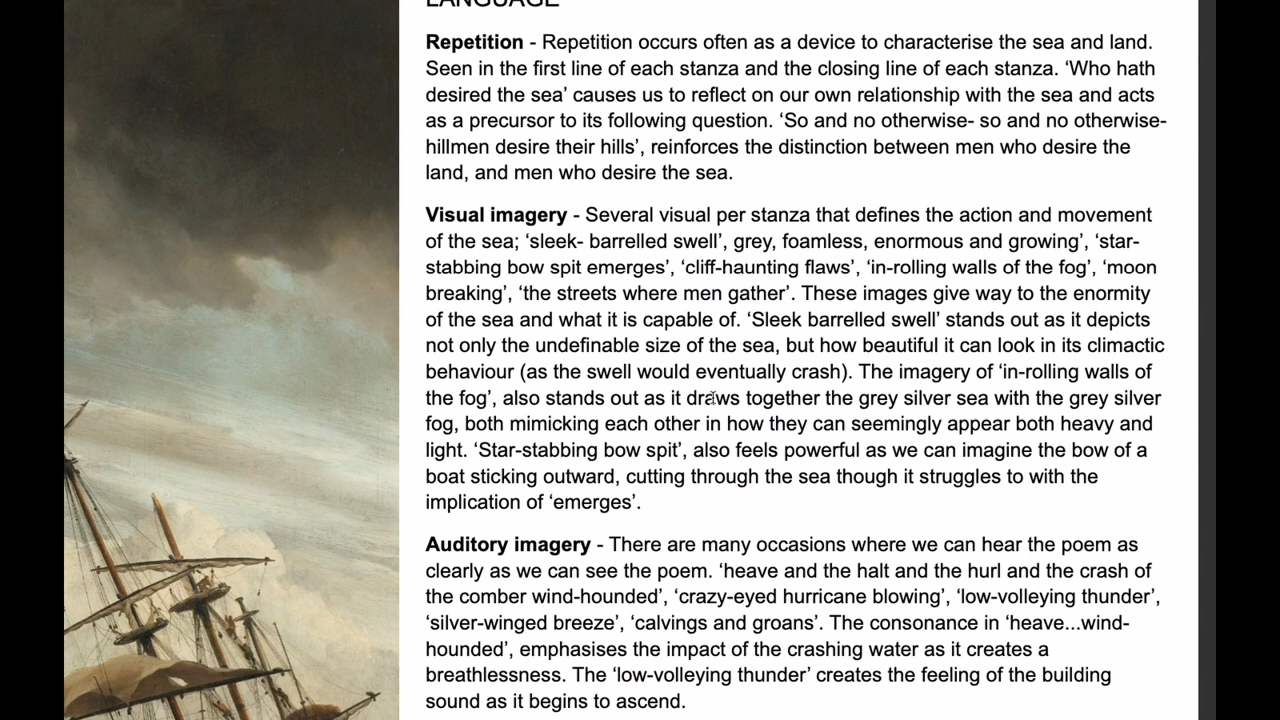 LANGUAGE
Repetition - Repetition occurs often as a device to characterise the sea and land.
Seen in the first line of each stanza and the closing line of each stanza. ‘Who hath
desired the sea’ causes us to reflect on our own relationship with the sea and acts
as a precursor to its following question. ‘So and no otherwise- so and no otherwise-
hillmen desire their hills’, reinforces the distinction between men who desire the
land, and men who desire the sea.
Visual imagery - Several visual per stanza that defines the action and movement
of the sea; ‘sleek- barrelled swell’, grey, foamless, enormous and growing’, ‘star-
stabbing bow spit emerges’, ‘cliff-haunting flaws’, ‘in-rolling walls of the fog’, ‘moon
breaking’, ‘the streets where men gather’. These images give way to the enormity
of the sea and what it is capable of. ‘Sleek barrelled swell’ stands out as it depicts
not only the undefinable size of the sea, but how beautiful it can look in its climactic
behaviour (as the swell would eventually crash). The imagery of ‘in-rolling walls of
the fog’, also stands out as it draws together the grey silver sea with the grey silver
fog, both mimicking each other in how they can seemingly appear both heavy and
light. ‘Star-stabbing bow spit’, also feels powerful as we can imagine the bow of a
boat sticking outward, cutting through the sea though it struggles to with the
implication of ‘emerges’.
Auditory imagery - There are many occasions where we can hear the poem as
clearly as we can see the poem. ‘heave and the halt and the hurl and the crash of
the comber wind-hounded’, ‘crazy-eyed hurricane blowing’, ‘low-volleying thunder’,
‘silver-winged breeze’, ‘calvings and groans’. The consonance in ‘heave...wind-
hounded’, emphasises the impact of the crashing water as it creates a
breathlessness. The ‘low-volleying thunder’ creates the feeling of the building
sound as it begins to ascend.